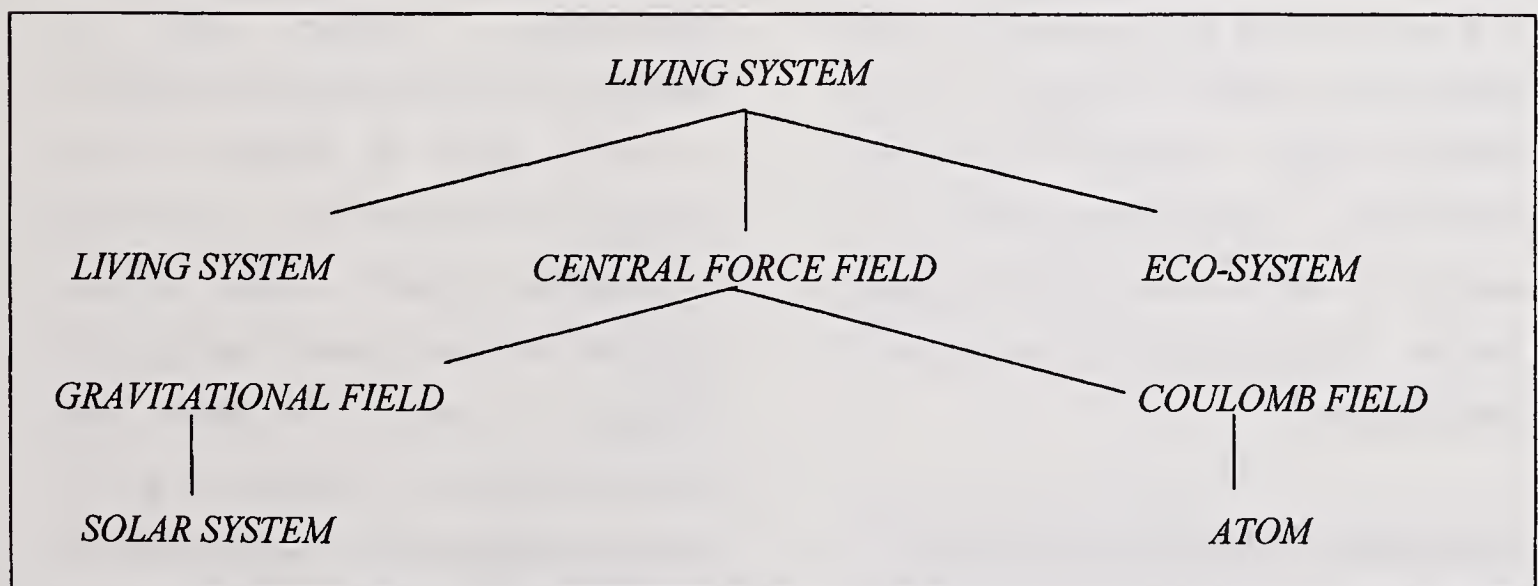 LIVING SYSTEM
LIVING SYSTEM CENTRAL FORCE FIELD ECO-SYSTEM
GRAVITATIONAL FIELD COULOMB FIELD
SOLAR SYSTEM ATOM